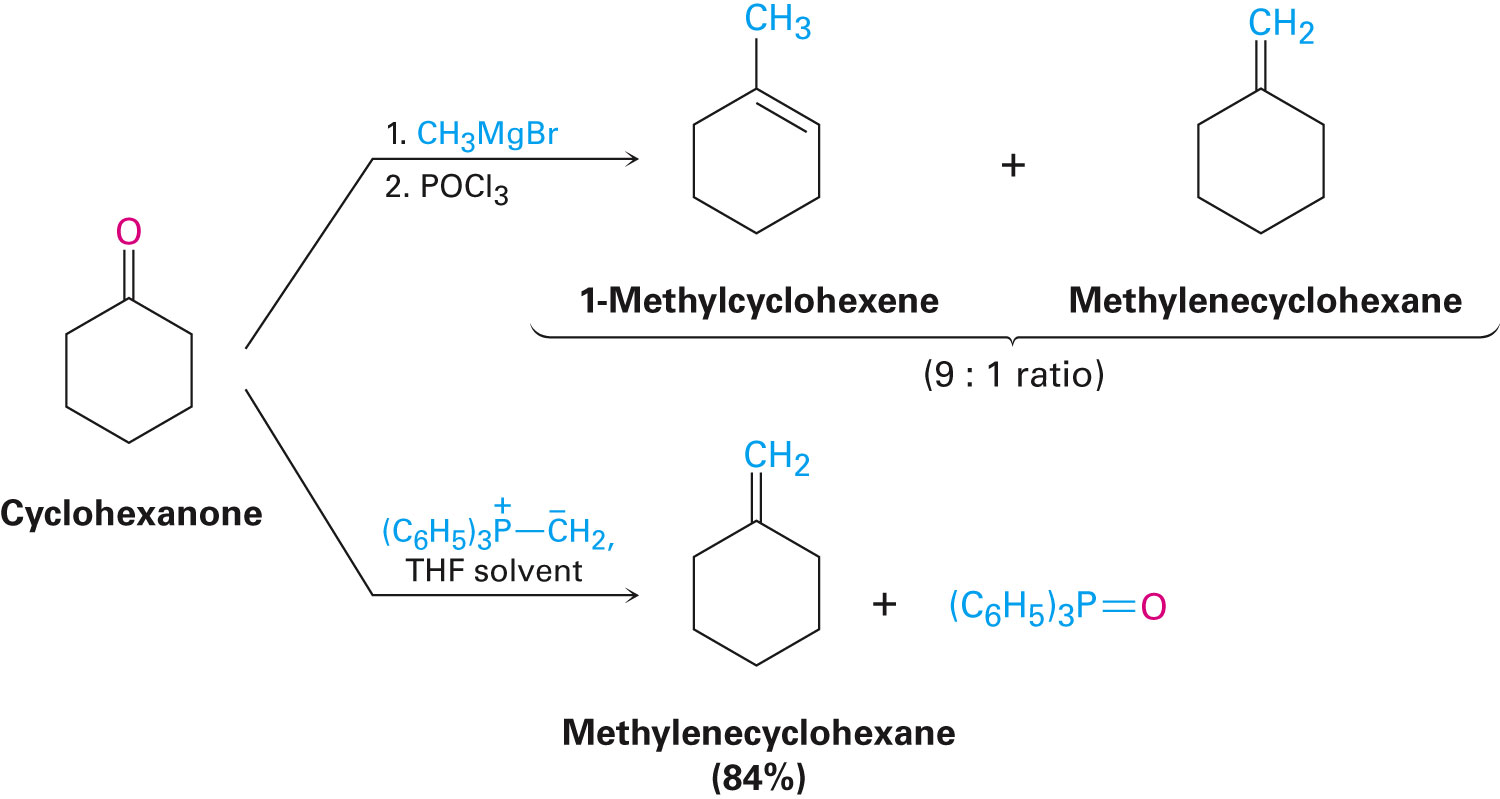 CH₃
CH₂
1. CH₃MgBr
2. POCl₃
+
O
1-Methylcyclohexene
Methylenecyclohexane
(9 : 1 ratio)
Cyclohexanone
CH₂
(C₆H₅)₃P⁺—C̄H₂,
THF solvent
+
(C₆H₅)₃P=O
Methylenecyclohexane
(84%)